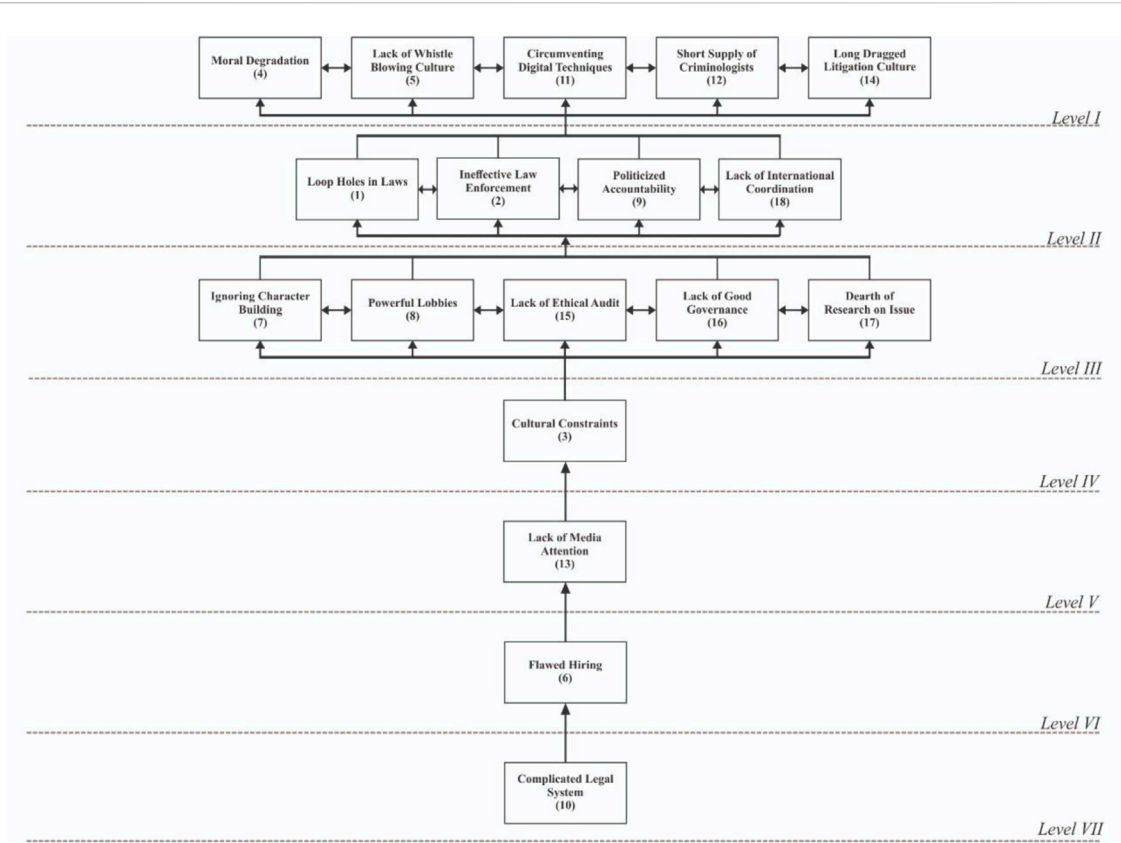 Moral Degradation
(4)
Lack of Whistle
Blowing Culture
(5)
Circumventing
Digital Techniques
(11)
Short Supply of
Criminologists
(12)
Long Dragged
Litigation Culture
(14)
Level I
Loop Holes in Laws
(1)
Ineffective Law
Enforcement
(2)
Politicized
Accountability
(9)
Lack of International
Coordination
(18)
Level II
Ignoring Character
Building
(7)
Powerful Lobbies
(8)
Lack of Ethical Audit
(15)
Lack of Good
Governance
(16)
Dearth of
Research on Issue
(17)
Level III
Cultural Constraints
(3)
Level IV
Lack of Media
Attention
(13)
Level V
Flawed Hiring
(6)
Level VI
Complicated Legal
System
(10)
Level VII